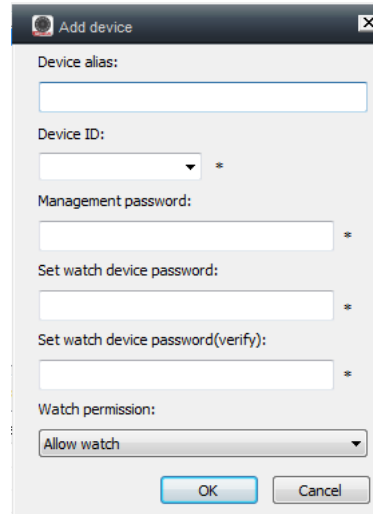 Add device
Device alias:
Device ID:
*
Management password:
*
Set watch device password:
*
Set watch device password(verify):
*
Watch permission:
Allow watch
OK Cancel